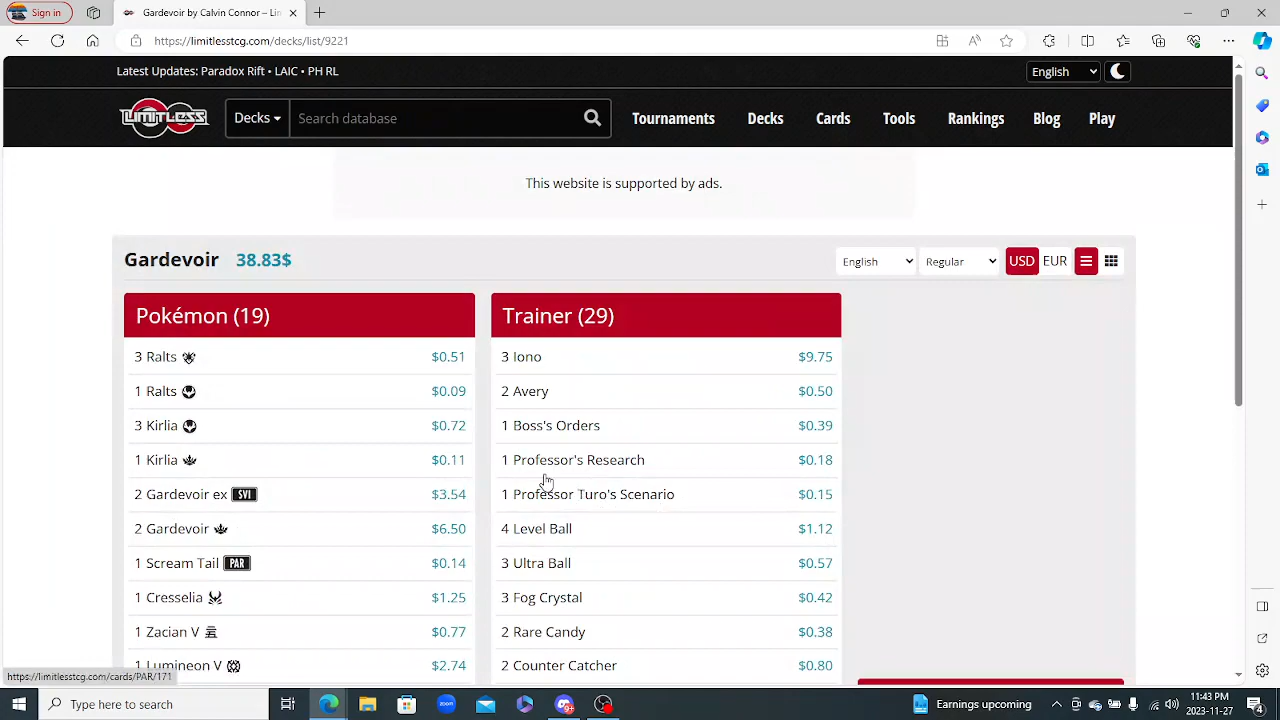 Sign in
Gardevoir by Calvin Connor – Lin
https://limitlesstcg.com/decks/list/9221
Latest Updates: Paradox Rift • LAIC • PH RL
English
LIMITLESS
Decks
Search database
Tournaments
Decks
Cards
Tools
Rankings
Blog
Play
This website is supported by ads.
Gardevoir 38.83$
English
Regular
USD
EUR
Pokémon (19)
3 Ralts $0.51
1 Ralts $0.09
3 Kirlia $0.72
1 Kirlia $0.11
2 Gardevoir ex SVI $3.54
2 Gardevoir $6.50
1 Scream Tail PAR $0.14
1 Cresselia $1.25
1 Zacian V $0.77
1 Lumineon V $2.74
Trainer (29)
3 Iono $9.75
2 Avery $0.50
1 Boss's Orders $0.39
1 Professor's Research $0.18
1 Professor Turo's Scenario $0.15
4 Level Ball $1.12
3 Ultra Ball $0.57
3 Fog Crystal $0.42
2 Rare Candy $0.38
2 Counter Catcher $0.80
https://limitlesstcg.com/cards/PAR/171
Type here to search
zoom
Earnings upcoming
11:43 PM
2023-11-27